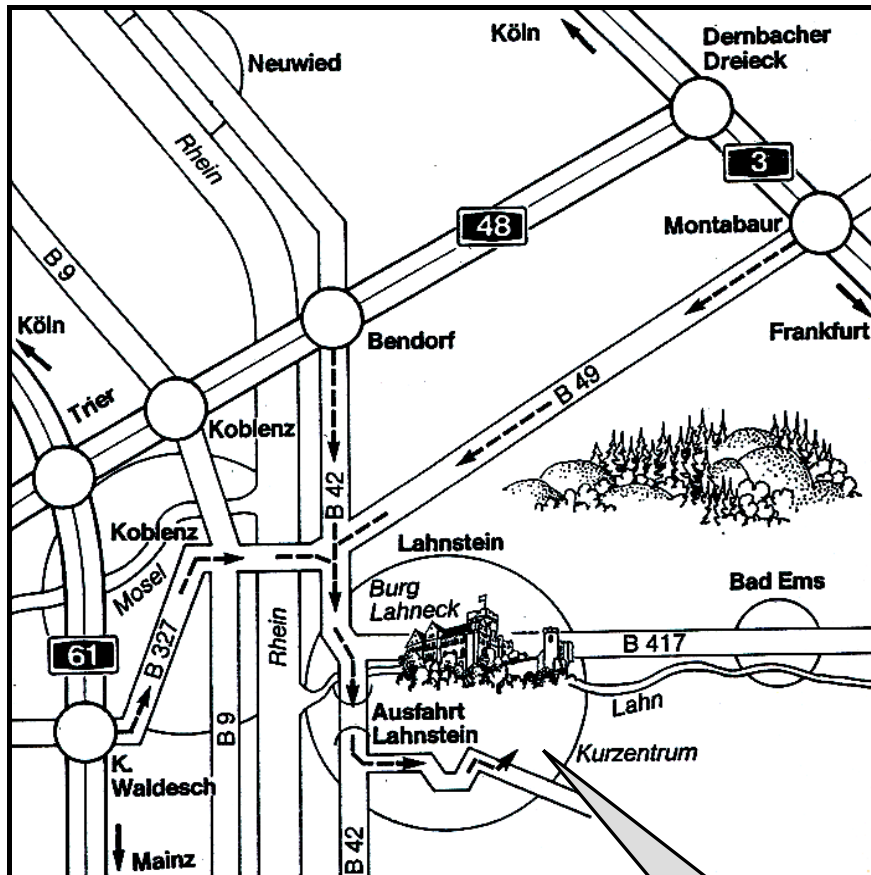 Köln
Dernbacher
Dreieck
Neuwied
Rhein
3
48
Montabaur
B 9
Köln
Bendorf
Frankfurt
Trier
B 49
Koblenz
B 42
Koblenz
Lahnstein
Mosel
Burg
Lahneck
Bad Ems
61
B 327
Rhein
B 417
Lahn
B 9
Ausfahrt
Lahnstein
Kurzentrum
K.
Waldesch
B 42
Mainz